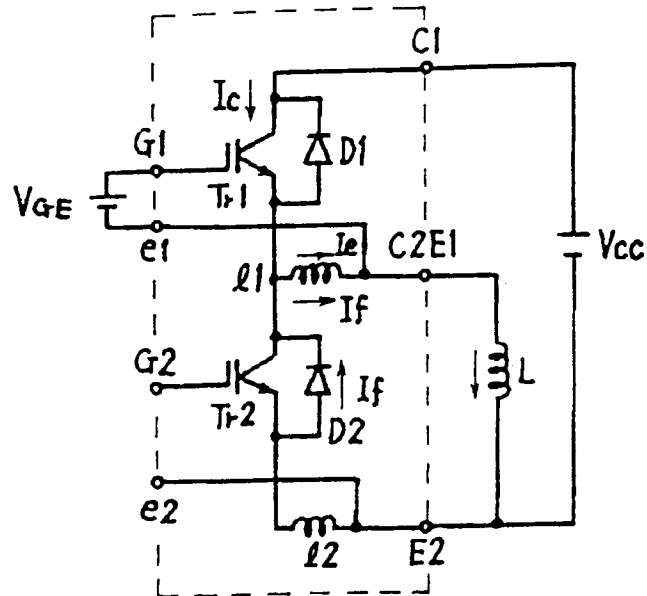 C1
Ic
G1
D1
Tr1
VGE
e1
Ie
C2E1
Vcc
ℓ1
If
G2
If
L
Tr2
D2
e2
ℓ2
E2